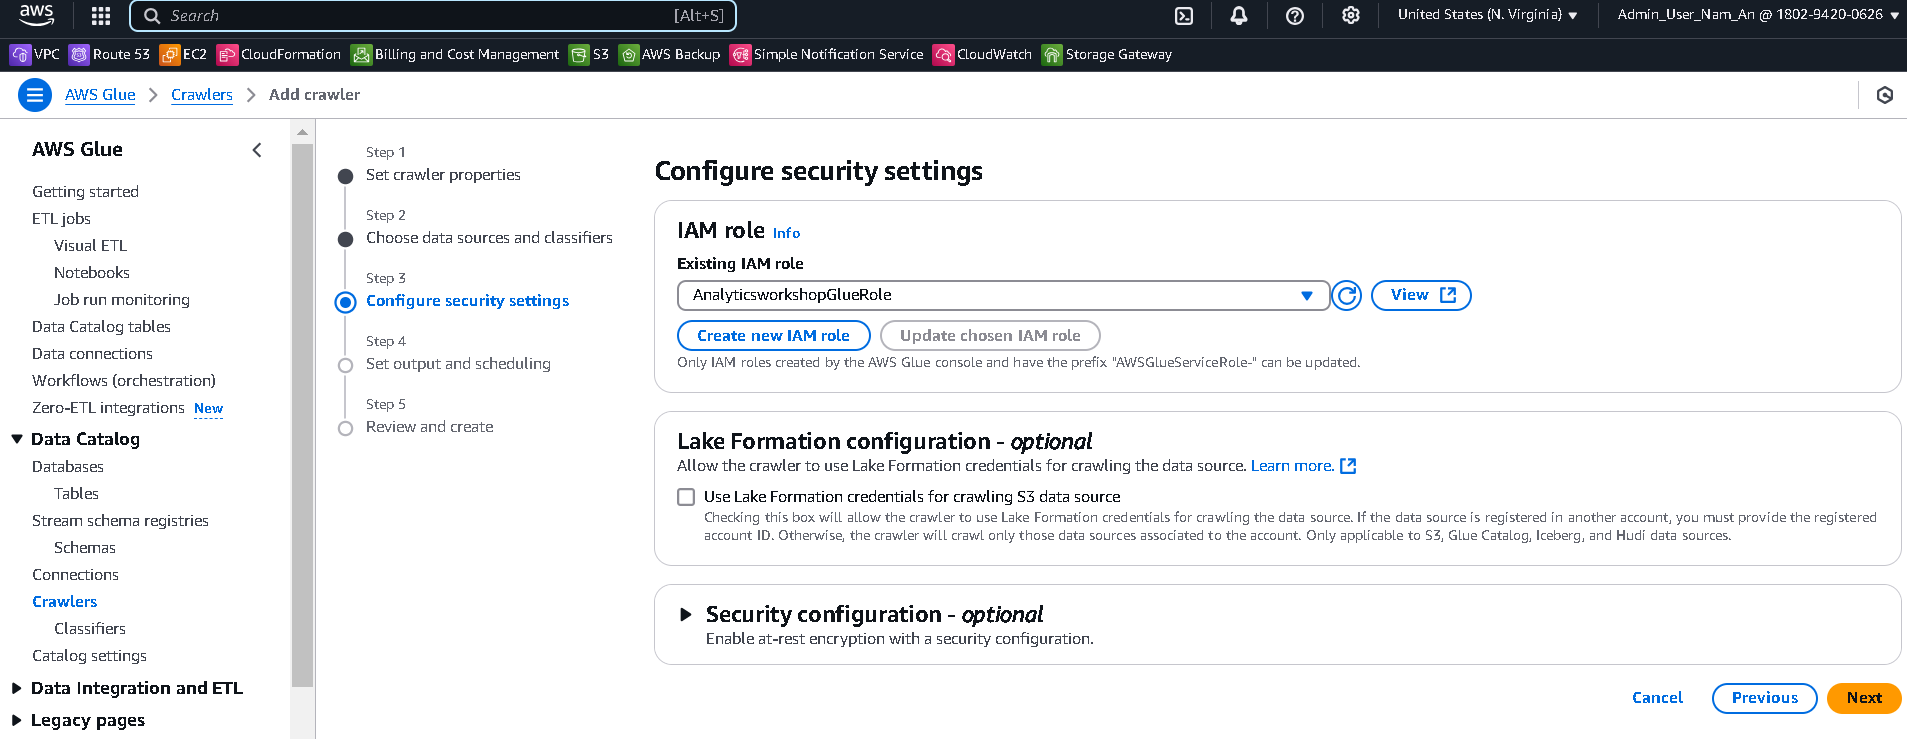 aws
Search [Alt+S]
United States (N. Virginia)
Admin_User_Nam_An @ 1802-9420-0626
VPC Route 53 EC2 CloudFormation Billing and Cost Management S3 AWS Backup Simple Notification Service CloudWatch Storage Gateway
AWS Glue > Crawlers > Add crawler
AWS Glue
Getting started
ETL jobs
Visual ETL
Notebooks
Job run monitoring
Data Catalog tables
Data connections
Workflows (orchestration)
Zero-ETL integrations New
Data Catalog
Databases
Tables
Stream schema registries
Schemas
Connections
Crawlers
Classifiers
Catalog settings
Data Integration and ETL
Legacy pages
Step 1
Set crawler properties
Step 2
Choose data sources and classifiers
Step 3
Configure security settings
Step 4
Set output and scheduling
Step 5
Review and create
Configure security settings
IAM role Info
Existing IAM role
AnalyticsworkshopGlueRole
View
Create new IAM role
Update chosen IAM role
Only IAM roles created by the AWS Glue console and have the prefix "AWSGlueServiceRole-" can be updated.
Lake Formation configuration - optional
Allow the crawler to use Lake Formation credentials for crawling the data source. Learn more.
Use Lake Formation credentials for crawling S3 data source
Checking this box will allow the crawler to use Lake Formation credentials for crawling the data source. If the data source is registered in another account, you must provide the registered
account ID. Otherwise, the crawler will crawl only those data sources associated to the account. Only applicable to S3, Glue Catalog, Iceberg, and Hudi data sources.
Security configuration - optional
Enable at-rest encryption with a security configuration.
Cancel
Previous
Next